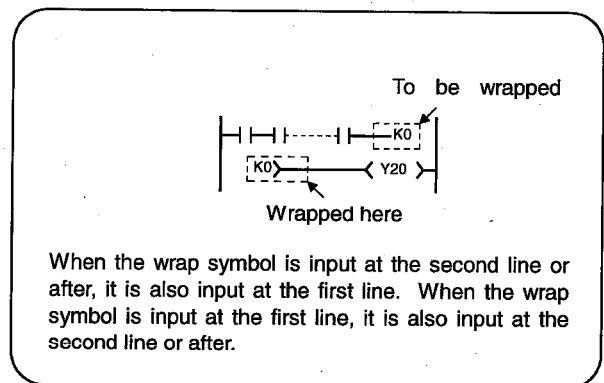 To be wrapped
K0
K0
Y20
Wrapped here
When the wrap symbol is input at the second line or
after, it is also input at the first line. When the wrap
symbol is input at the first line, it is also input at the
second line or after.